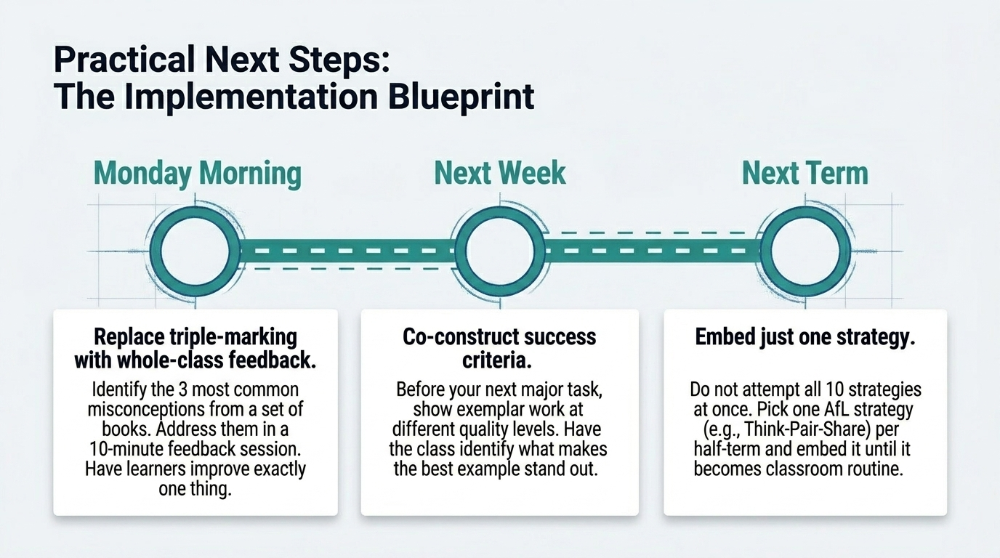 Practical Next Steps:
The Implementation Blueprint
Monday Morning
Next Week
Next Term
Replace triple-marking
with whole-class feedback.
Identify the 3 most common
misconceptions from a set of
books. Address them in a
10-minute feedback session.
Have learners improve exactly
one thing.
Co-construct success
criteria.
Before your next major task,
show exemplar work at
different quality levels. Have
the class identify what makes
the best example stand out.
Embed just one strategy.
Do not attempt all 10 strategies
at once. Pick one AfL strategy
(e.g., Think-Pair-Share) per
half-term and embed it until it
becomes classroom routine.